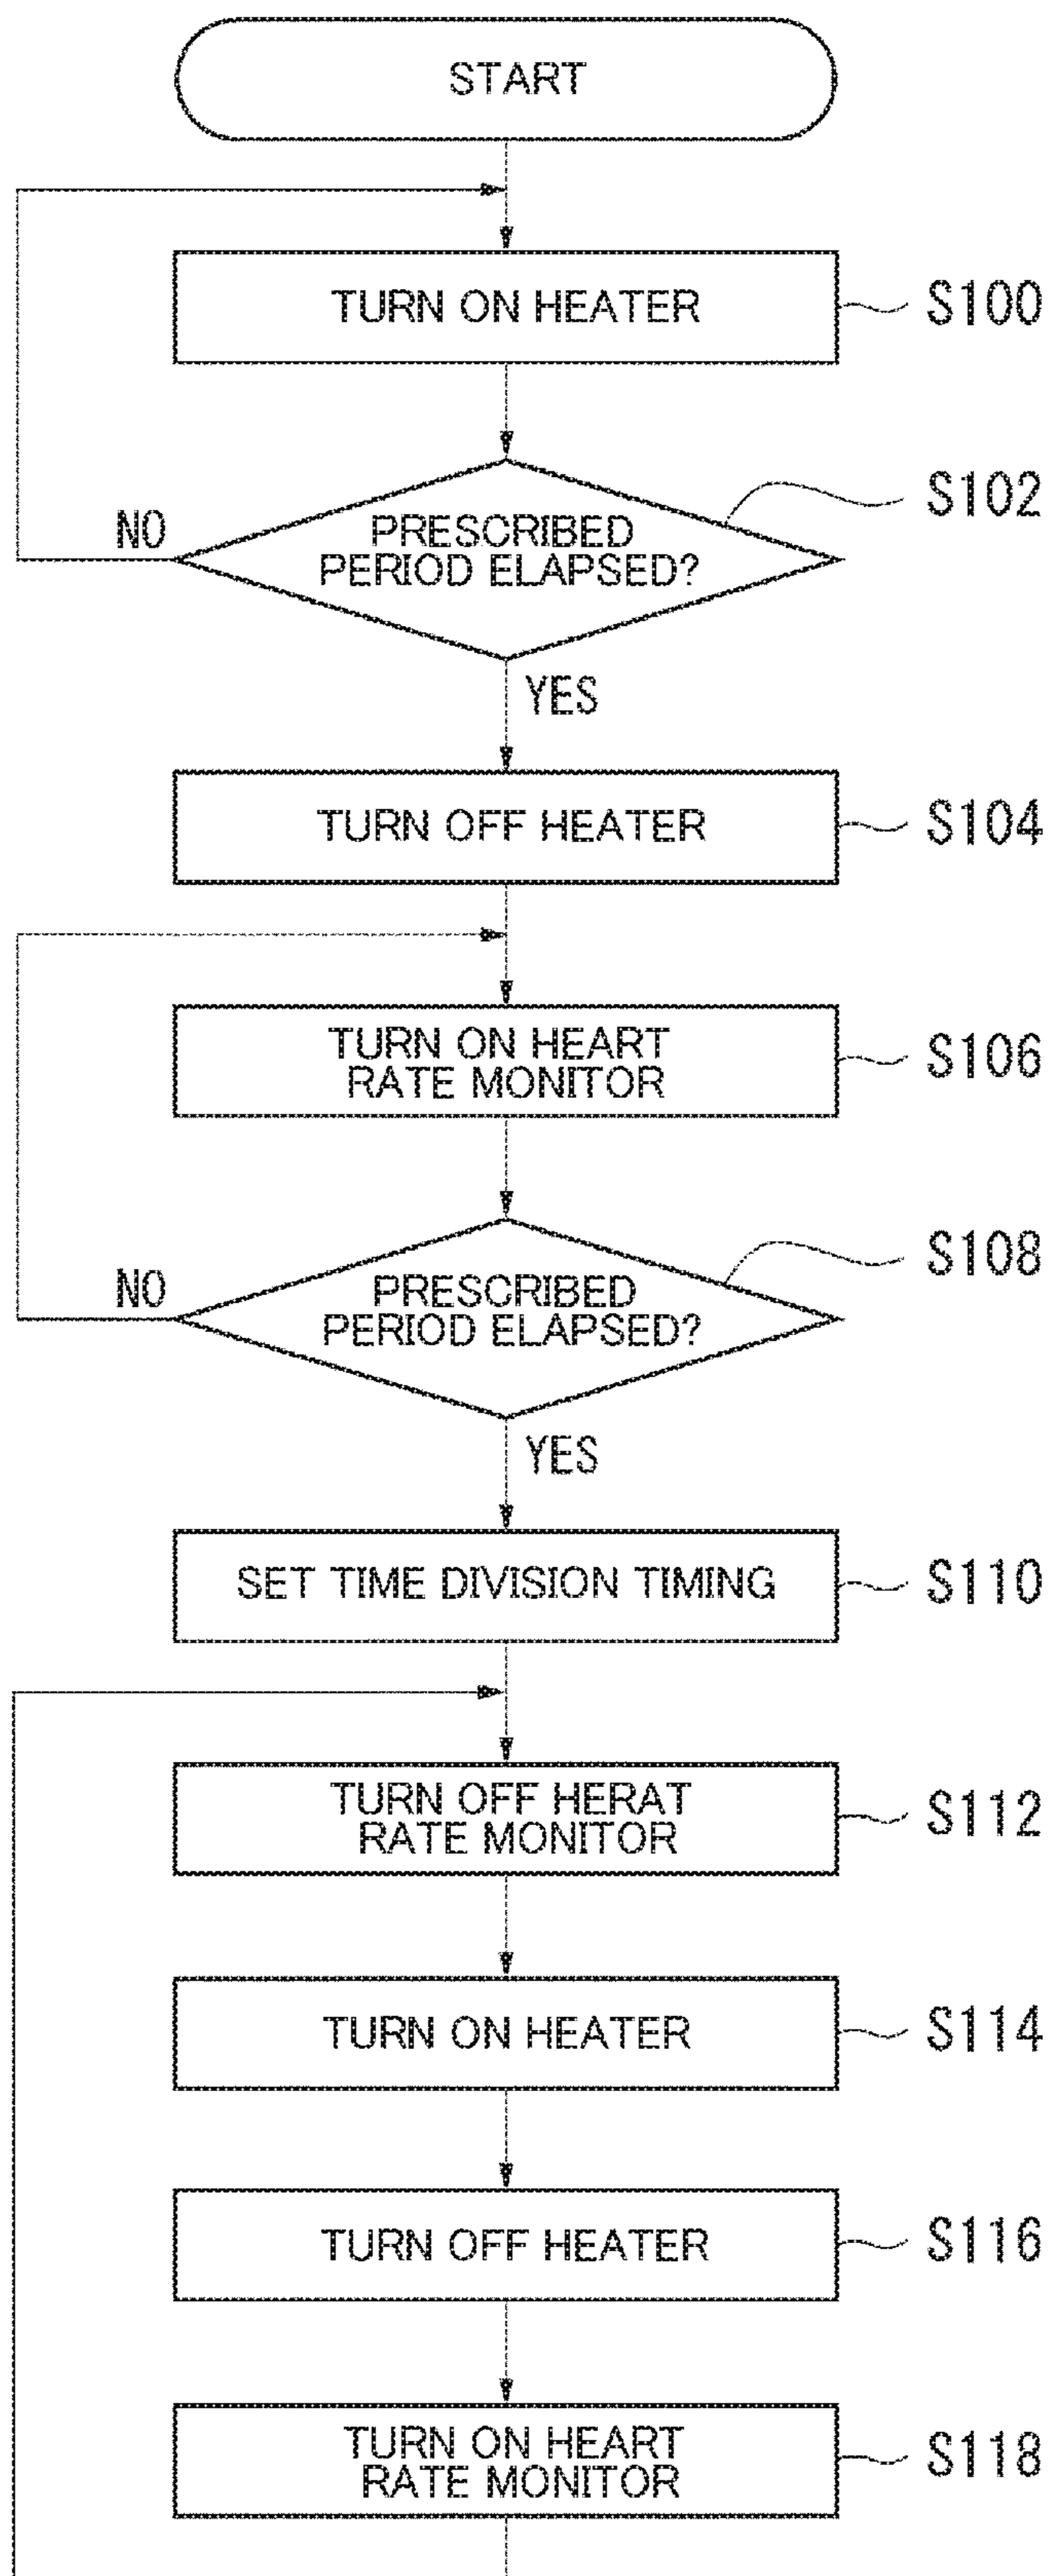 START
TURN ON HEATER
S100
S102
NO
PRESCRIBED
PERIOD ELAPSED?
YES
TURN OFF HEATER
S104
TURN ON HEART
RATE MONITOR
S106
S108
NO
PRESCRIBED
PERIOD ELAPSED?
YES
SET TIME DIVISION TIMING
S110
TURN OFF HERAT
RATE MONITOR
S112
TURN ON HEATER
S114
TURN OFF HEATER
S116
TURN ON HEART
RATE MONITOR
S118